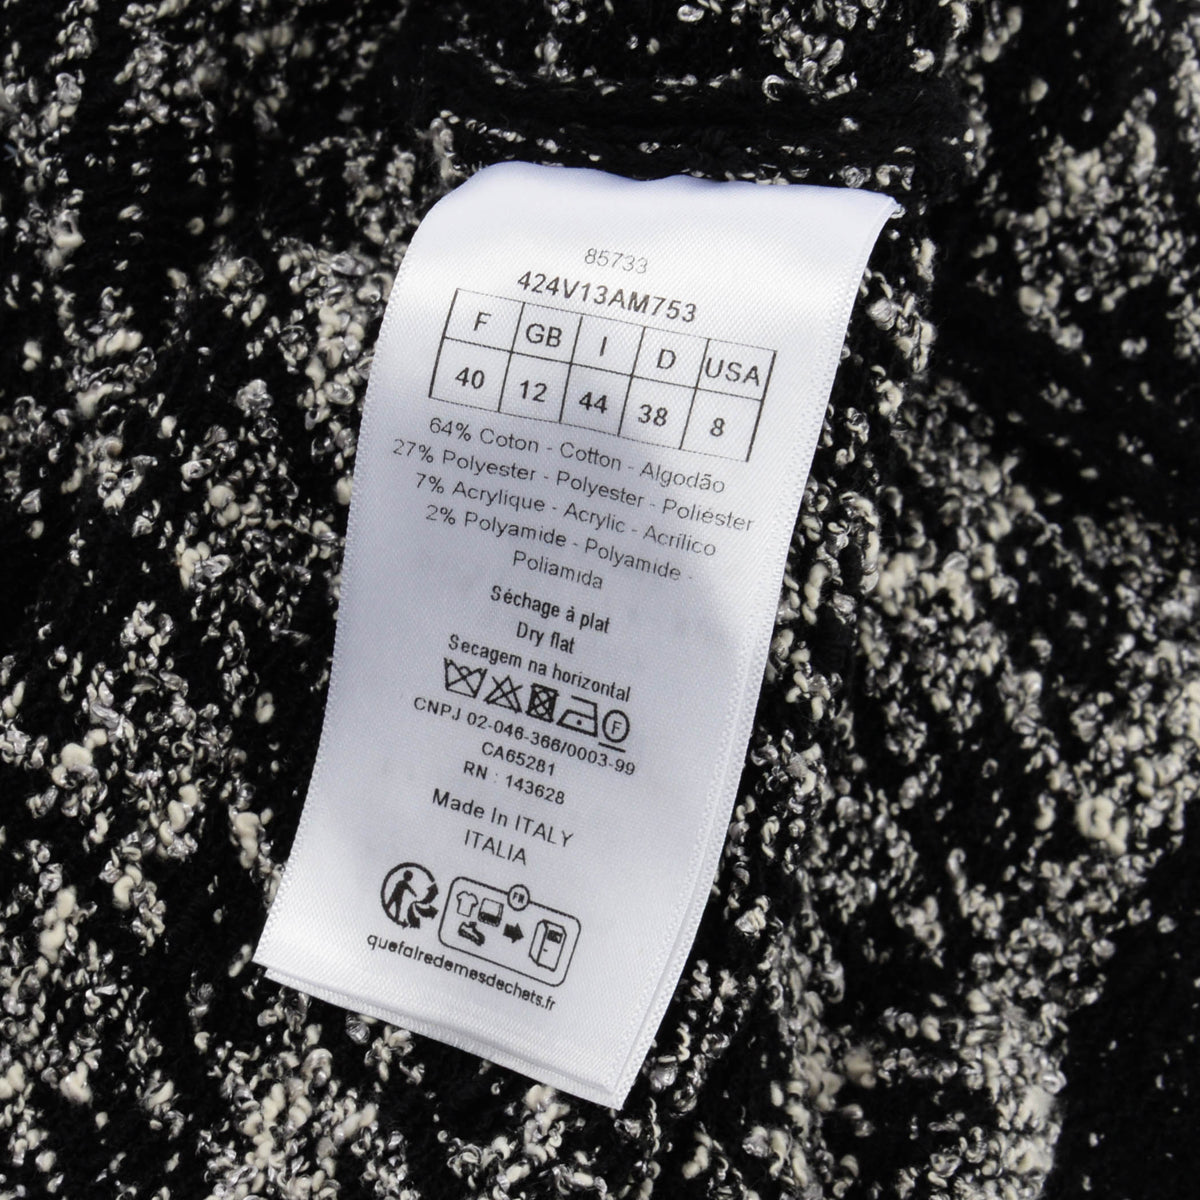 85733
424V13AM753
F GB I D USA
40 12 44 38 8
64% Coton - Cotton - Algodão
27% Polyester - Polyester - Poliéster
7% Acrylique - Acrylic - Acrílico
2% Polyamide - Polyamide -
Poliamida
Séchage à plat
Dry flat
Secagem na horizontal
F
CNPJ 02-046-366/0003-99
CA65281
RN : 143628
Made In ITALY
ITALIA
FR
quefairedemesdechets.fr